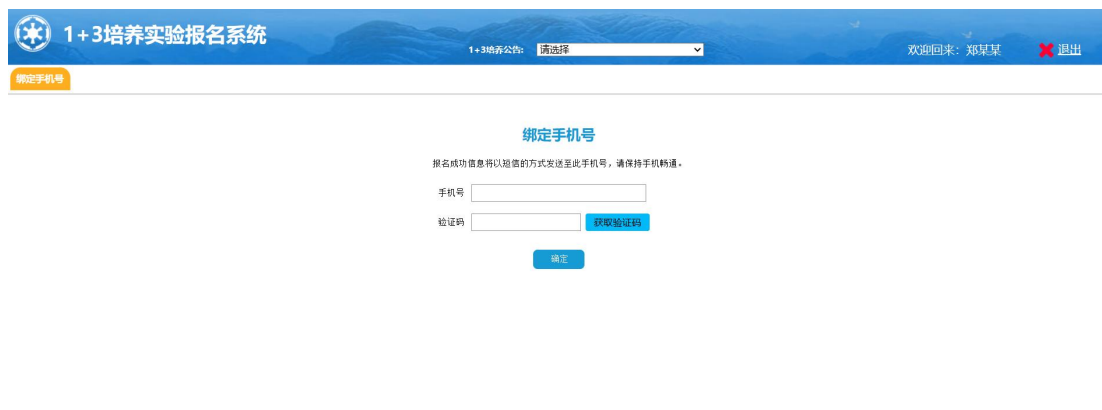 1+3培养实验报名系统
1+3培养公告: 请选择
欢迎回来: 郑某某 退出
绑定手机号
绑定手机号
报名成功信息将以短信的方式发送至此手机号，请保持手机畅通。
手机号
验证码 获取验证码
确定